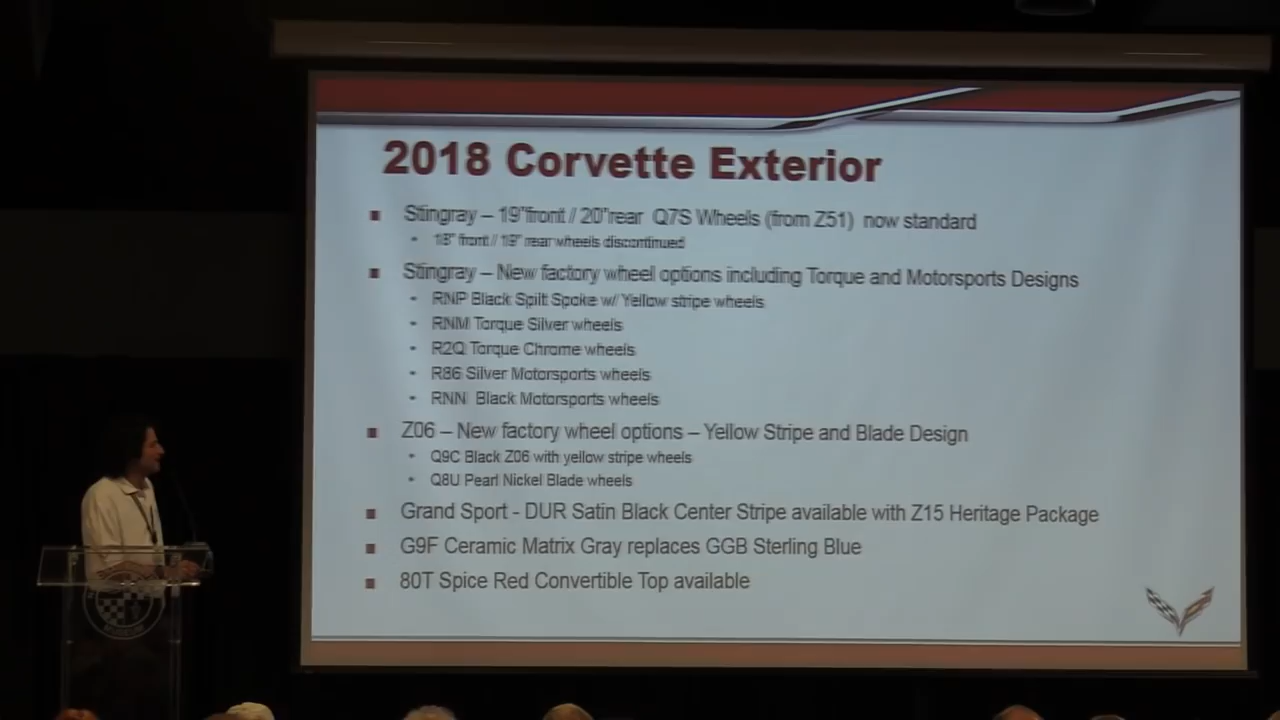 2018 Corvette Exterior
Stingray – 19"front // 20"rear Q7S Wheels (from Z51) now standard
18" front // 19" rear wheels discontinued
Stingray – New factory wheel options including Torque and Motorsports Designs
RNP Black Spilt Spoke w/ Yellow stripe wheels
RNM Torque Silver wheels
R2Q Torque Chrome wheels
R86 Silver Motorsports wheels
RNN Black Motorsports wheels
Z06 – New factory wheel options – Yellow Stripe and Blade Design
Q9C Black Z06 with yellow stripe wheels
Q8U Pearl Nickel Blade wheels
Grand Sport - DUR Satin Black Center Stripe available with Z15 Heritage Package
G9F Ceramic Matrix Gray replaces GGB Sterling Blue
80T Spice Red Convertible Top available